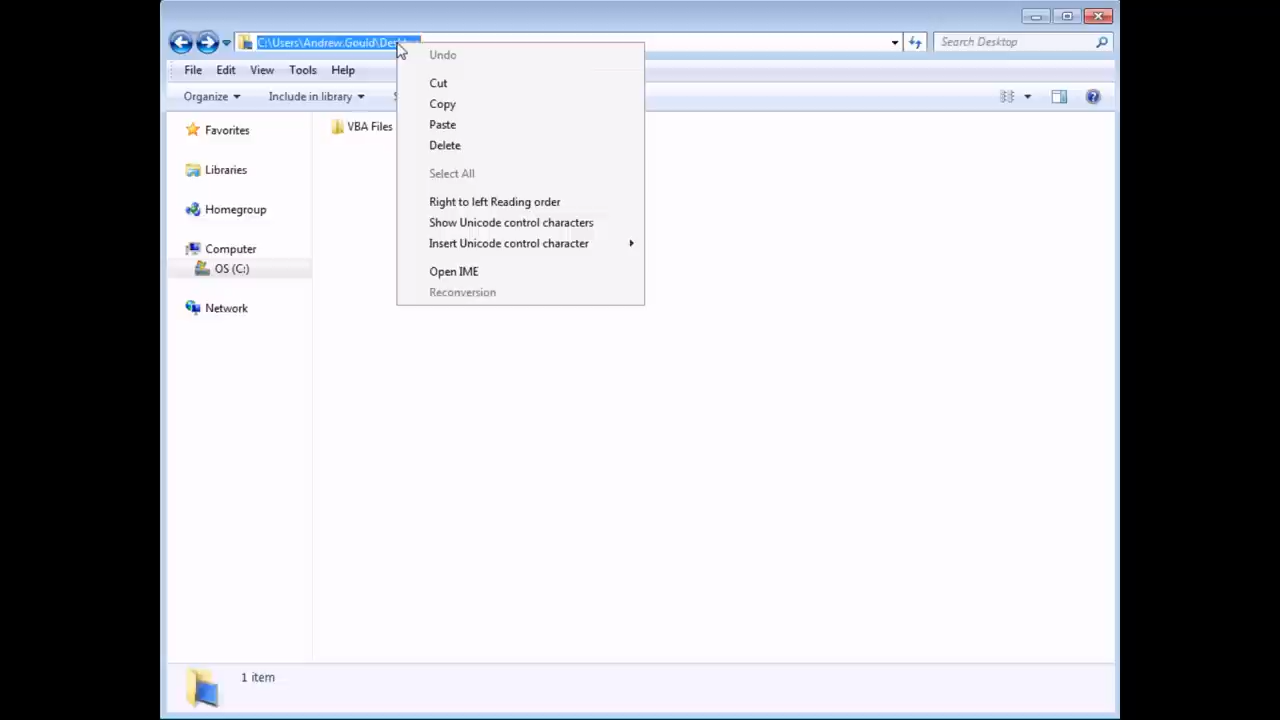 C:\Users\Andrew.Gould\Des
Search Desktop
Undo
File Edit View Tools Help
Cut
Organize Include in library
Copy
Paste
VBA Files
Favorites
Delete
Libraries
Select All
Right to left Reading order
Homegroup
Show Unicode control characters
Insert Unicode control character
Computer
OS (C:)
Open IME
Reconversion
Network
1 item